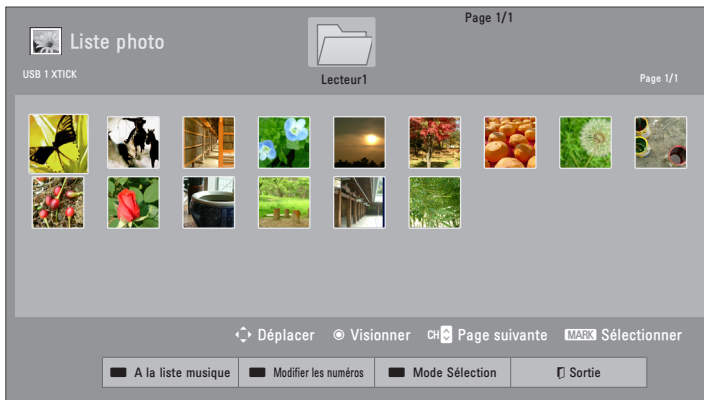 Page 1/1
Liste photo
USB 1 XTICK
Lecteur1
Page 1/1
Déplacer Visionner CH Page suivante MARK Sélectionner
A la liste musique Modifier les numéros Mode Sélection Sortie